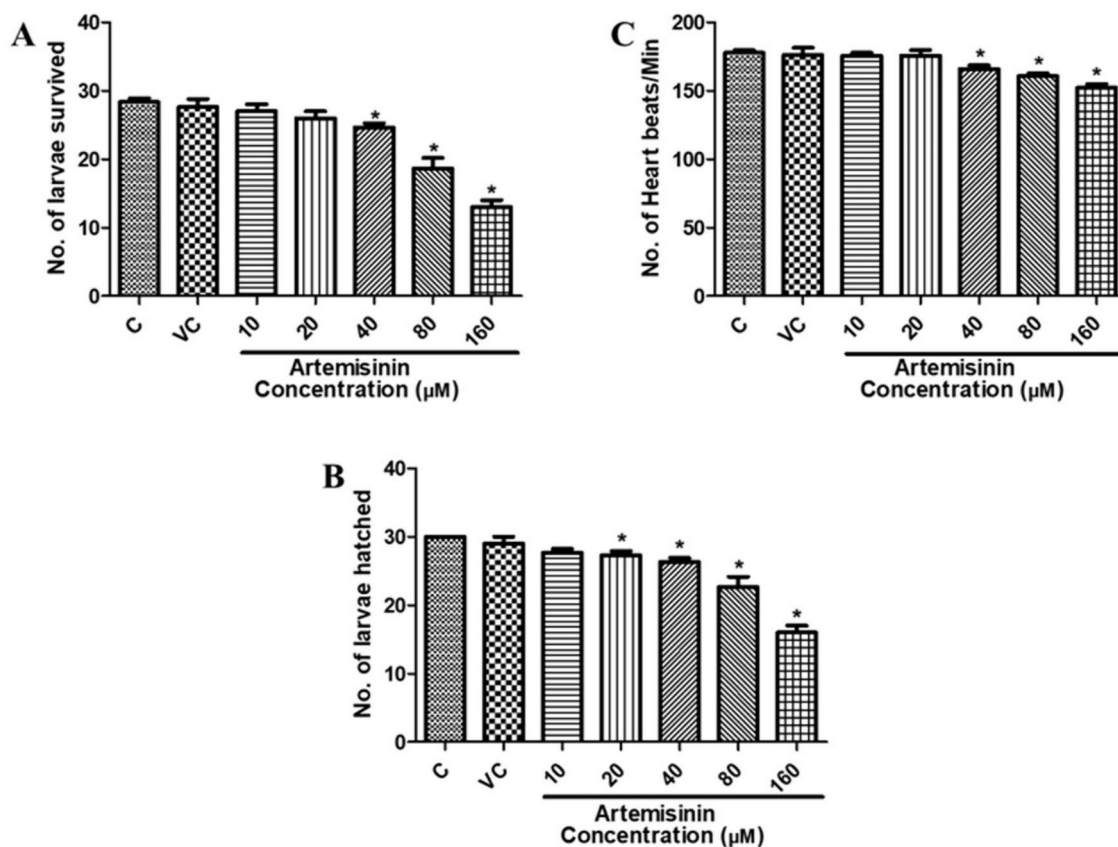 A
No. of larvae survived
40
30
20
10
0
* * *
C VC 10 20 40 80 160
Artemisinin
Concentration (µM)
C
No. of Heart beats/Min
200
150
100
50
0
* * *
C VC 10 20 40 80 160
Artemisinin
Concentration (µM)
B
No. of larvae hatched
40
30
20
10
0
* * * *
C VC 10 20 40 80 160
Artemisinin
Concentration (µM)